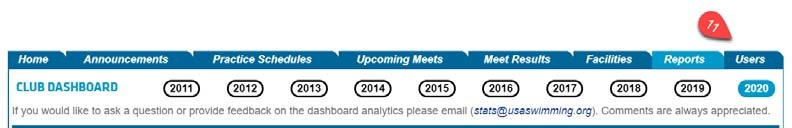 11
Home Announcements Practice Schedules Upcoming Meets Meet Results Facilities Reports Users
CLUB DASHBOARD 2011 2012 2013 2014 2015 2016 2017 2018 2019 2020
If you would like to ask a question or provide feedback on the dashboard analytics please email (stats@usaswimming.org). Comments are always appreciated.